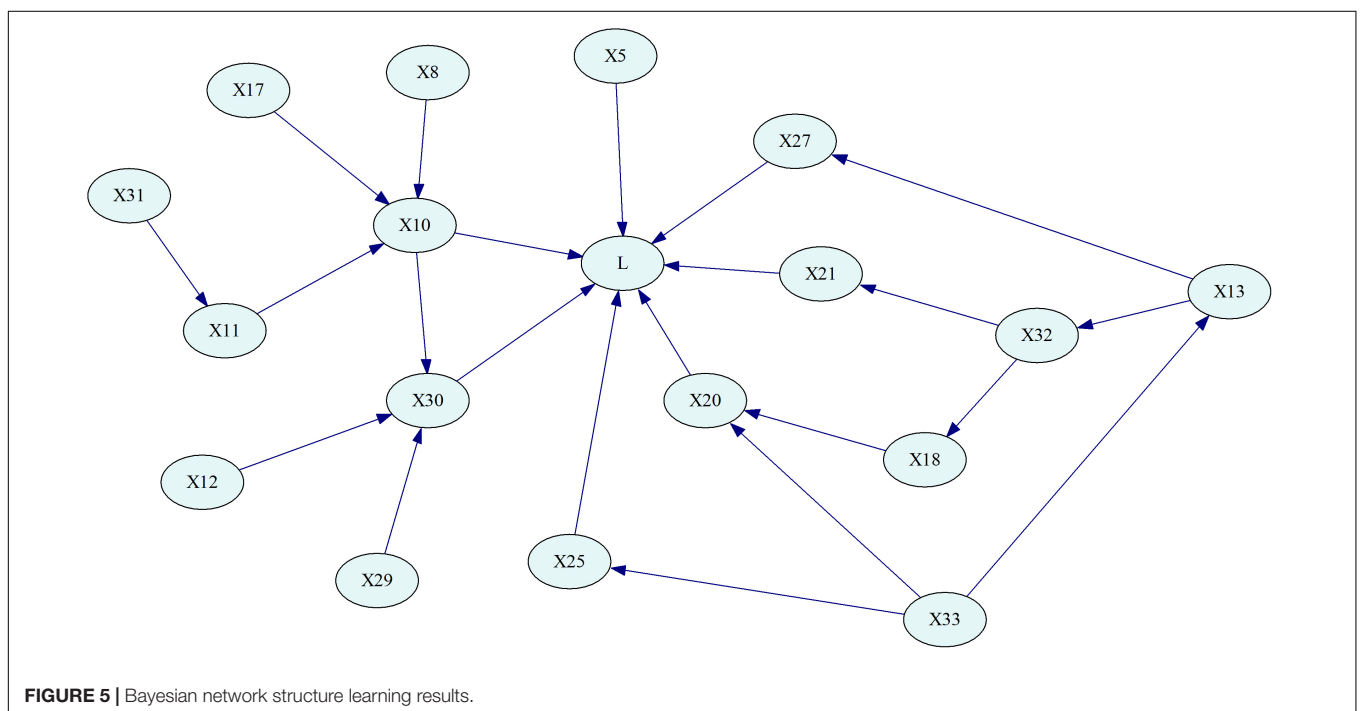 X5
X8
X17
X27
X31
X10
L
X21
X13
X11
X32
X30
X20
X18
X12
X25
X29
X33
FIGURE 5 | Bayesian network structure learning results.